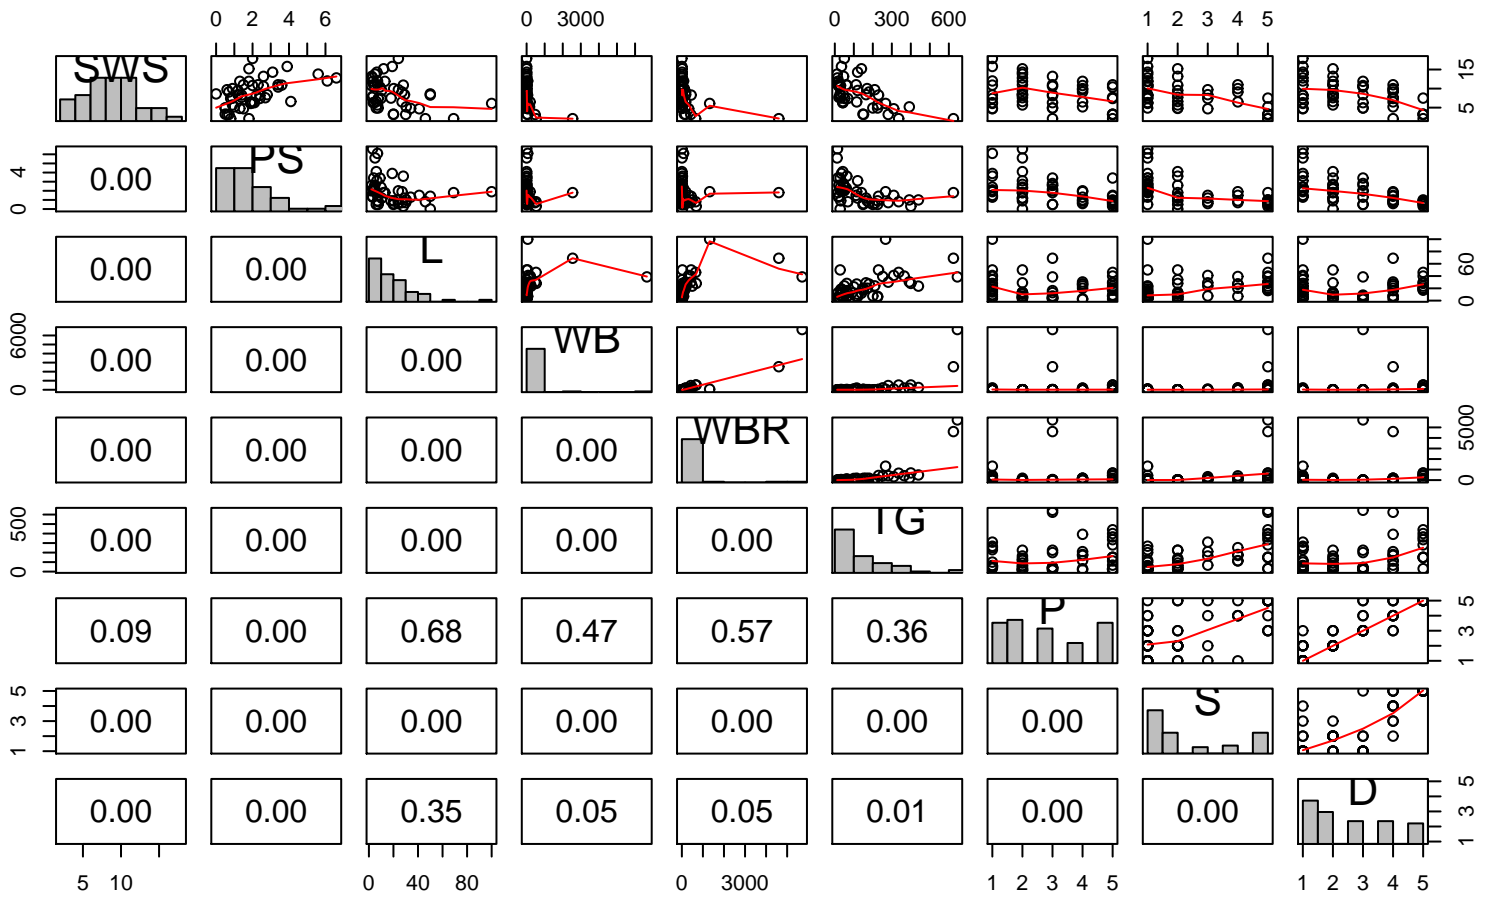 0 2 4 6 0 3000 0 300 600 1 2 3 4 5
SWS 5 15
0 4 0.00 PS
0.00 0.00 L 0 60
0 6000 0.00 0.00 0.00 WB
0.00 0.00 0.00 0.00 WBR 0 5000
0 500 0.00 0.00 0.00 0.00 0.00 TG
0.09 0.00 0.68 0.47 0.57 0.36 P 1 3 5
1 3 5 0.00 0.00 0.00 0.00 0.00 0.00 0.00 S
0.00 0.00 0.35 0.05 0.05 0.01 0.00 0.00 D 1 3 5
5 10 0 40 80 0 3000 1 2 3 4 5 1 2 3 4 5